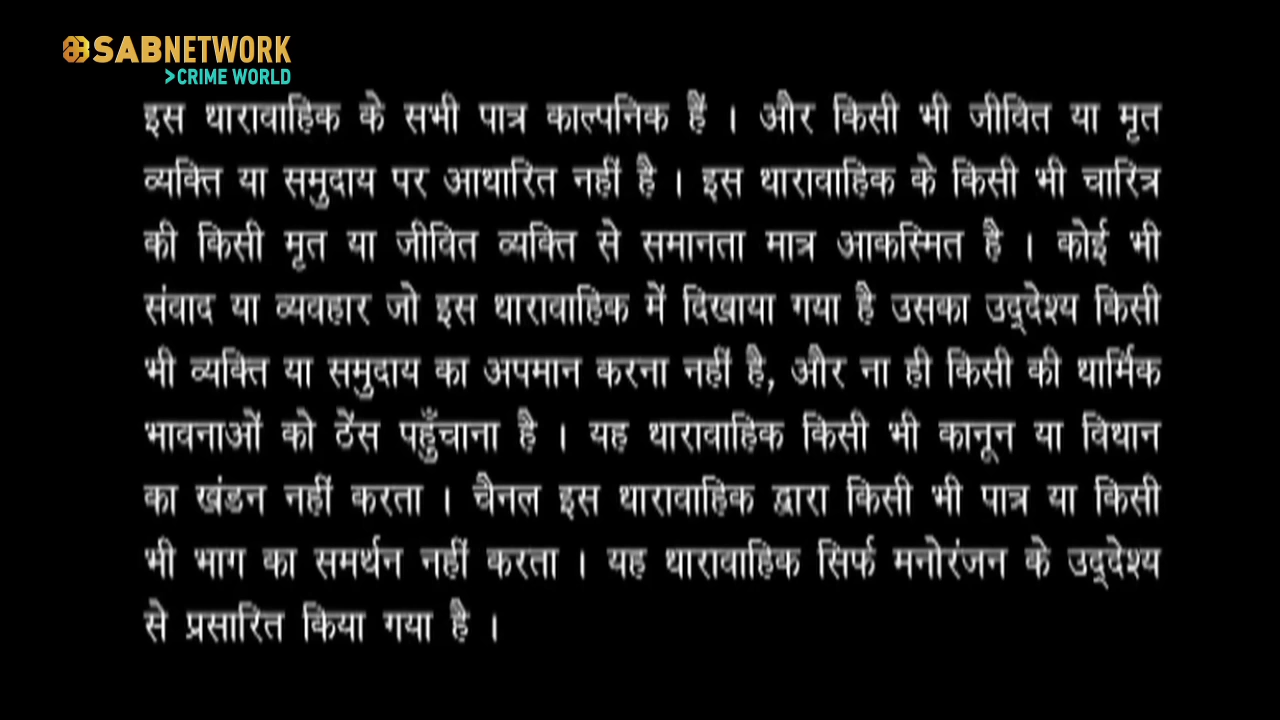 SABNETWORK
>CRIME WORLD
इस धारावाहिक के सभी पात्र काल्पनिक हैं । और किसी भी जीवित या मृत
व्यक्ति या समुदाय पर आधारित नहीं है । इस धारावाहिक के किसी भी चारित्र
की किसी मृत या जीवित व्यक्ति से समानता मात्र आकस्मित है । कोई भी
संवाद या व्यवहार जो इस धारावाहिक में दिखाया गया है उसका उद्देश्य किसी
भी व्यक्ति या समुदाय का अपमान करना नहीं है, और ना ही किसी की धार्मिक
भावनाओं को ठेंस पहुँचाना है । यह धारावाहिक किसी भी कानून या विधान
का खंडन नहीं करता । चैनल इस धारावाहिक द्वारा किसी भी पात्र या किसी
भी भाग का समर्थन नहीं करता । यह धारावाहिक सिर्फ मनोरंजन के उद्देश्य
से प्रसारित किया गया है ।